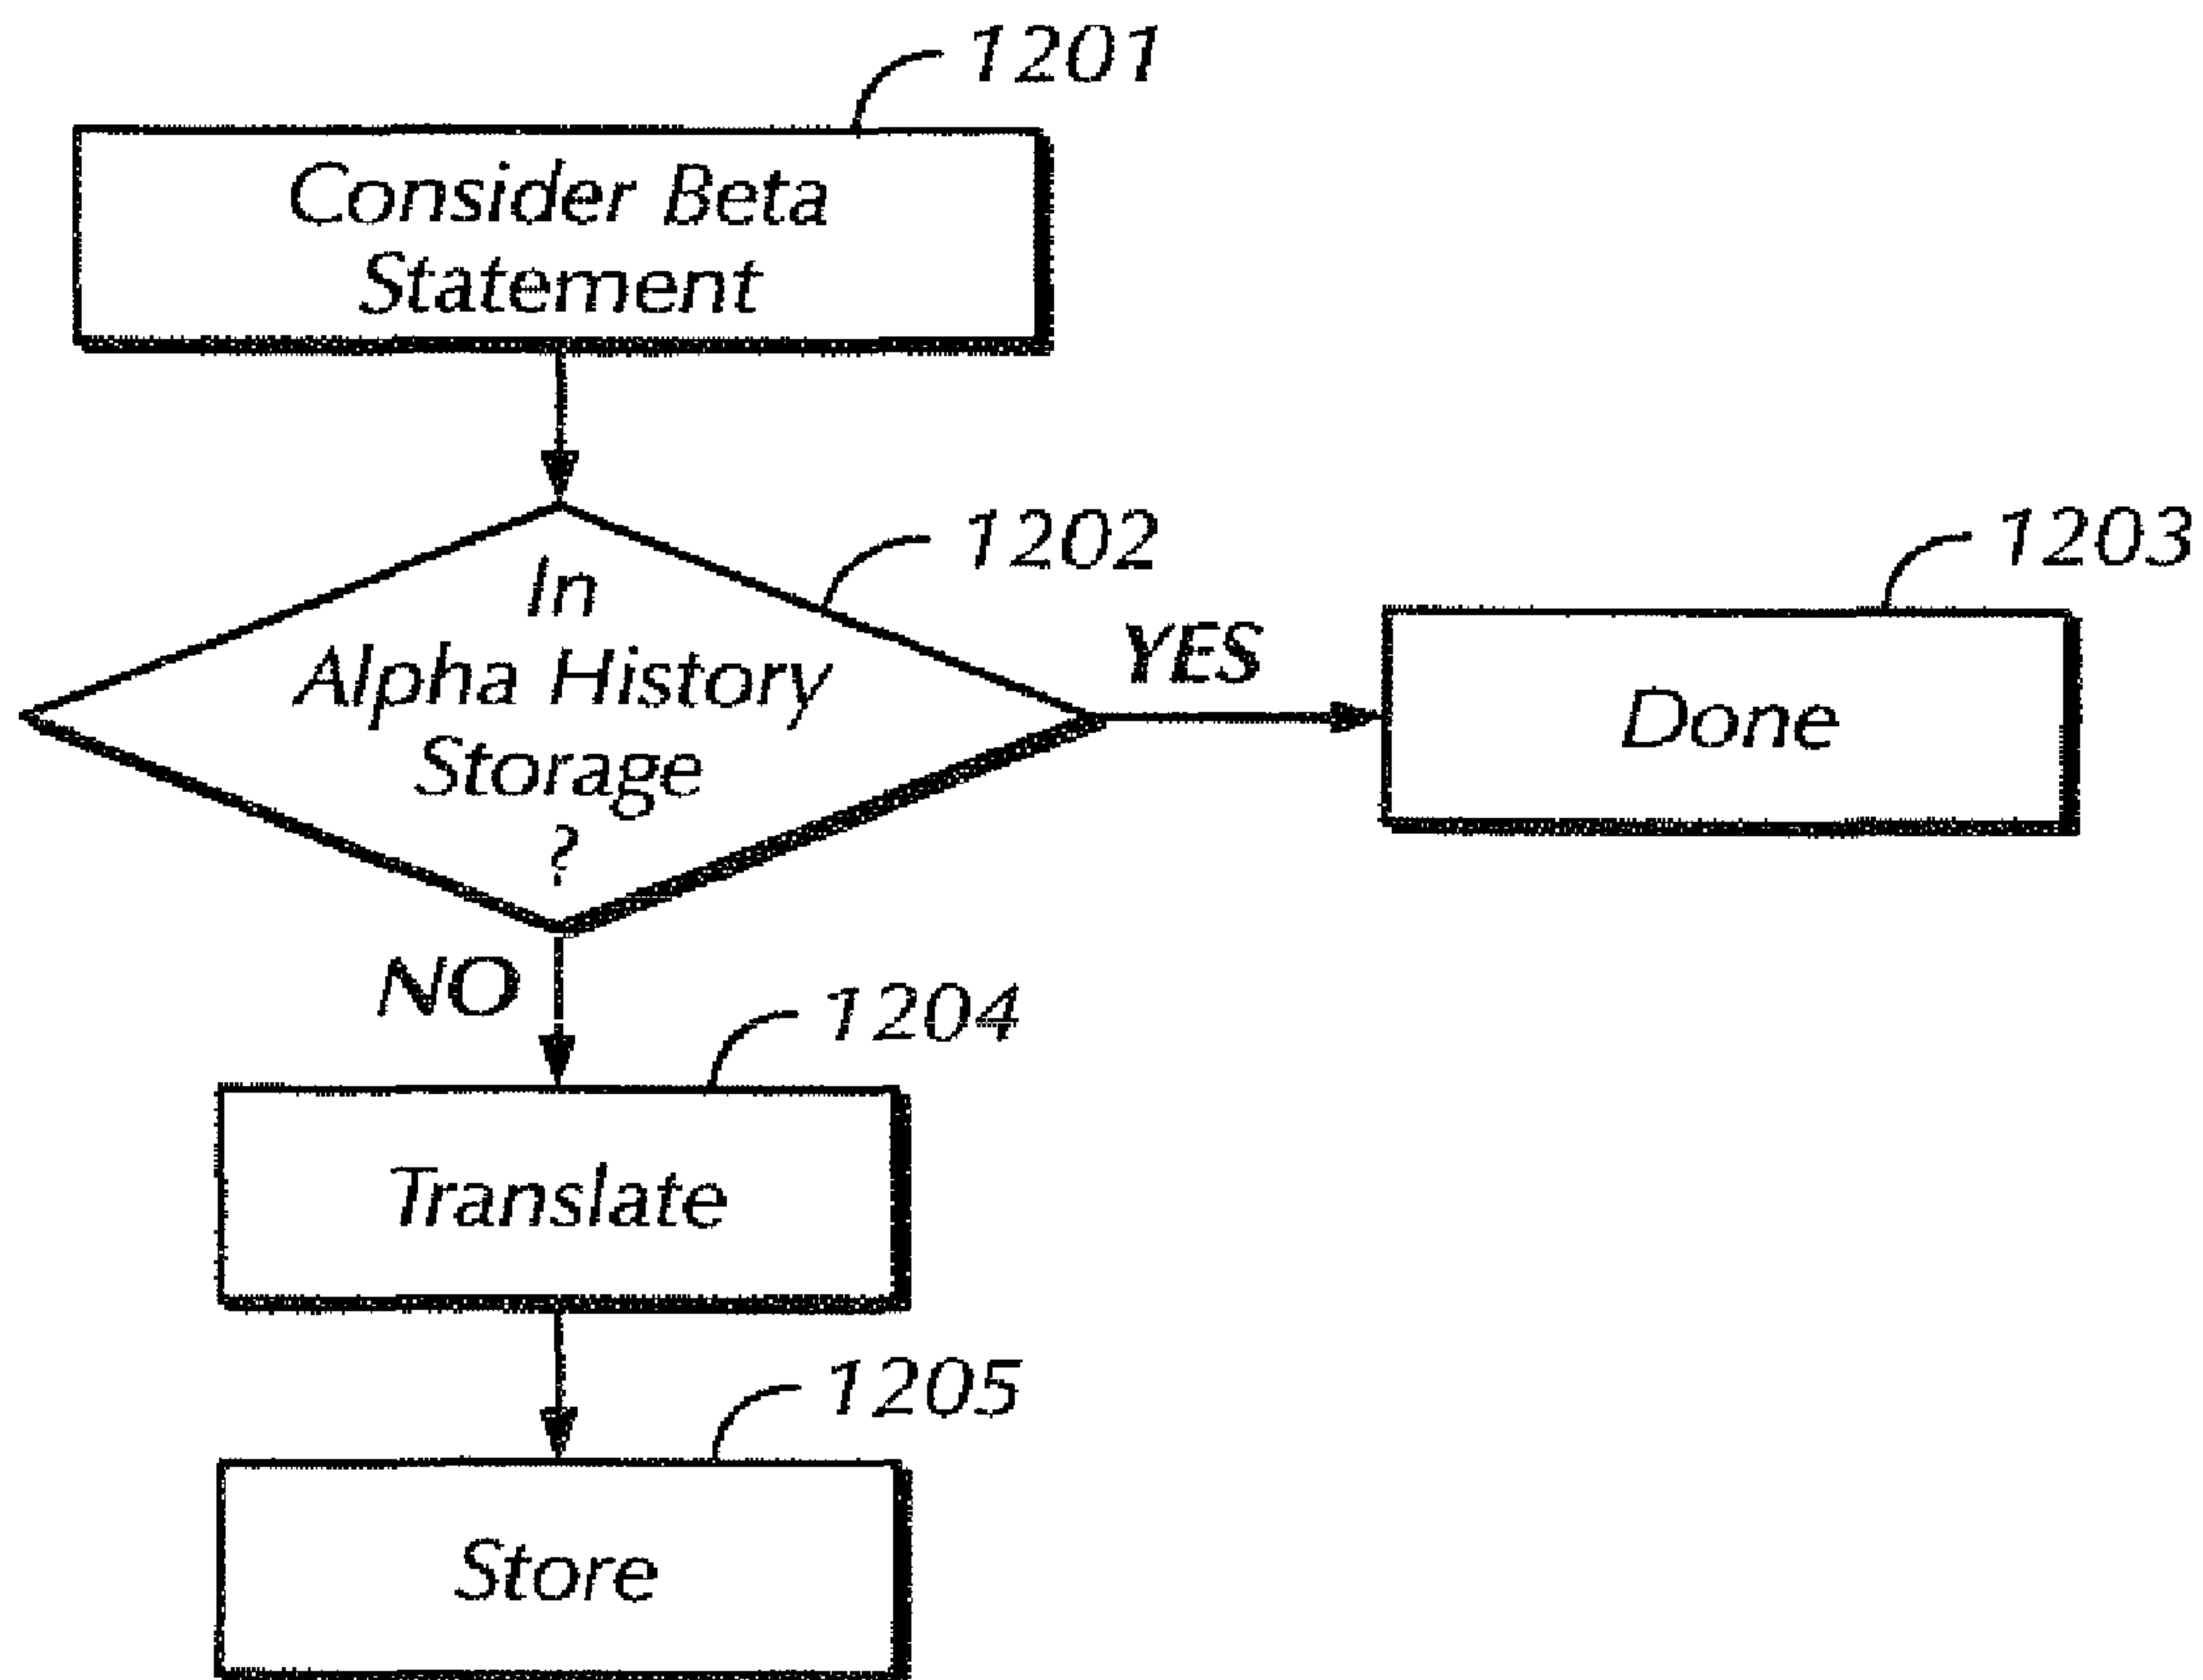 1201
Consider Beta
Statement
1202
In
Alpha History
Storage
?
YES
1203
Done
NO
1204
Translate
1205
Store